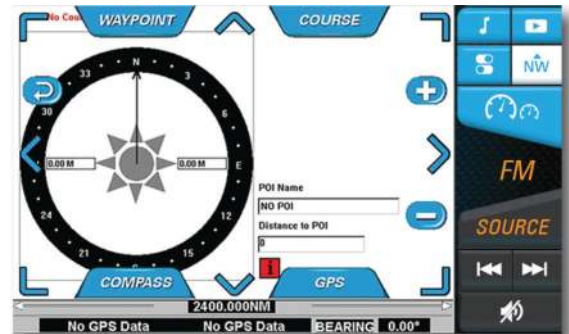 No Cou
WAYPOINT
COURSE
N
33
3
30
6
NW
0.00 M
0.00 M
E
FM
POI Name
NO POI
24
12
Distance to POI
0
SOURCE
21
15
i
COMPASS
GPS
2400.000NM
No GPS Data
No GPS Data
BEARING
0.00°